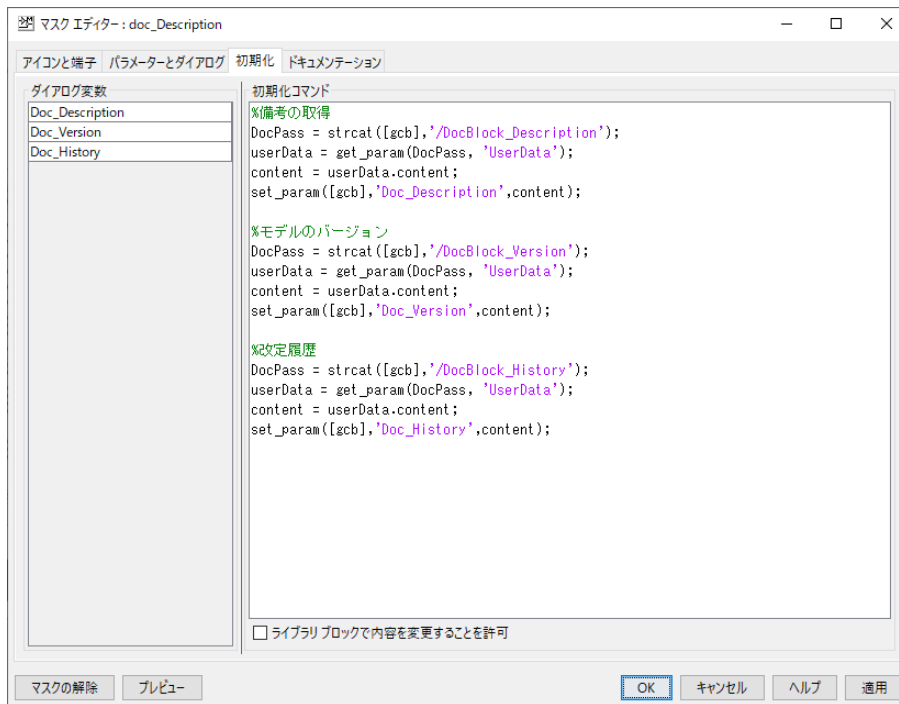 マスク エディター : doc_Description
アイコンと端子 パラメーターとダイアログ 初期化 ドキュメンテーション
ダイアログ変数
Doc_Description
Doc_Version
Doc_History
初期化コマンド
%備考の取得
DocPass = strcat([gcb],'/DocBlock_Description');
userData = get_param(DocPass, 'UserData');
content = userData.content;
set_param([gcb],'Doc_Description',content);
%モデルのバージョン
DocPass = strcat([gcb],'/DocBlock_Version');
userData = get_param(DocPass, 'UserData');
content = userData.content;
set_param([gcb],'Doc_Version',content);
%改定履歴
DocPass = strcat([gcb],'/DocBlock_History');
userData = get_param(DocPass, 'UserData');
content = userData.content;
set_param([gcb],'Doc_History',content);
ライブラリ ブロックで内容を変更することを許可
マスクの解除 プレビュー OK キャンセル ヘルプ 適用